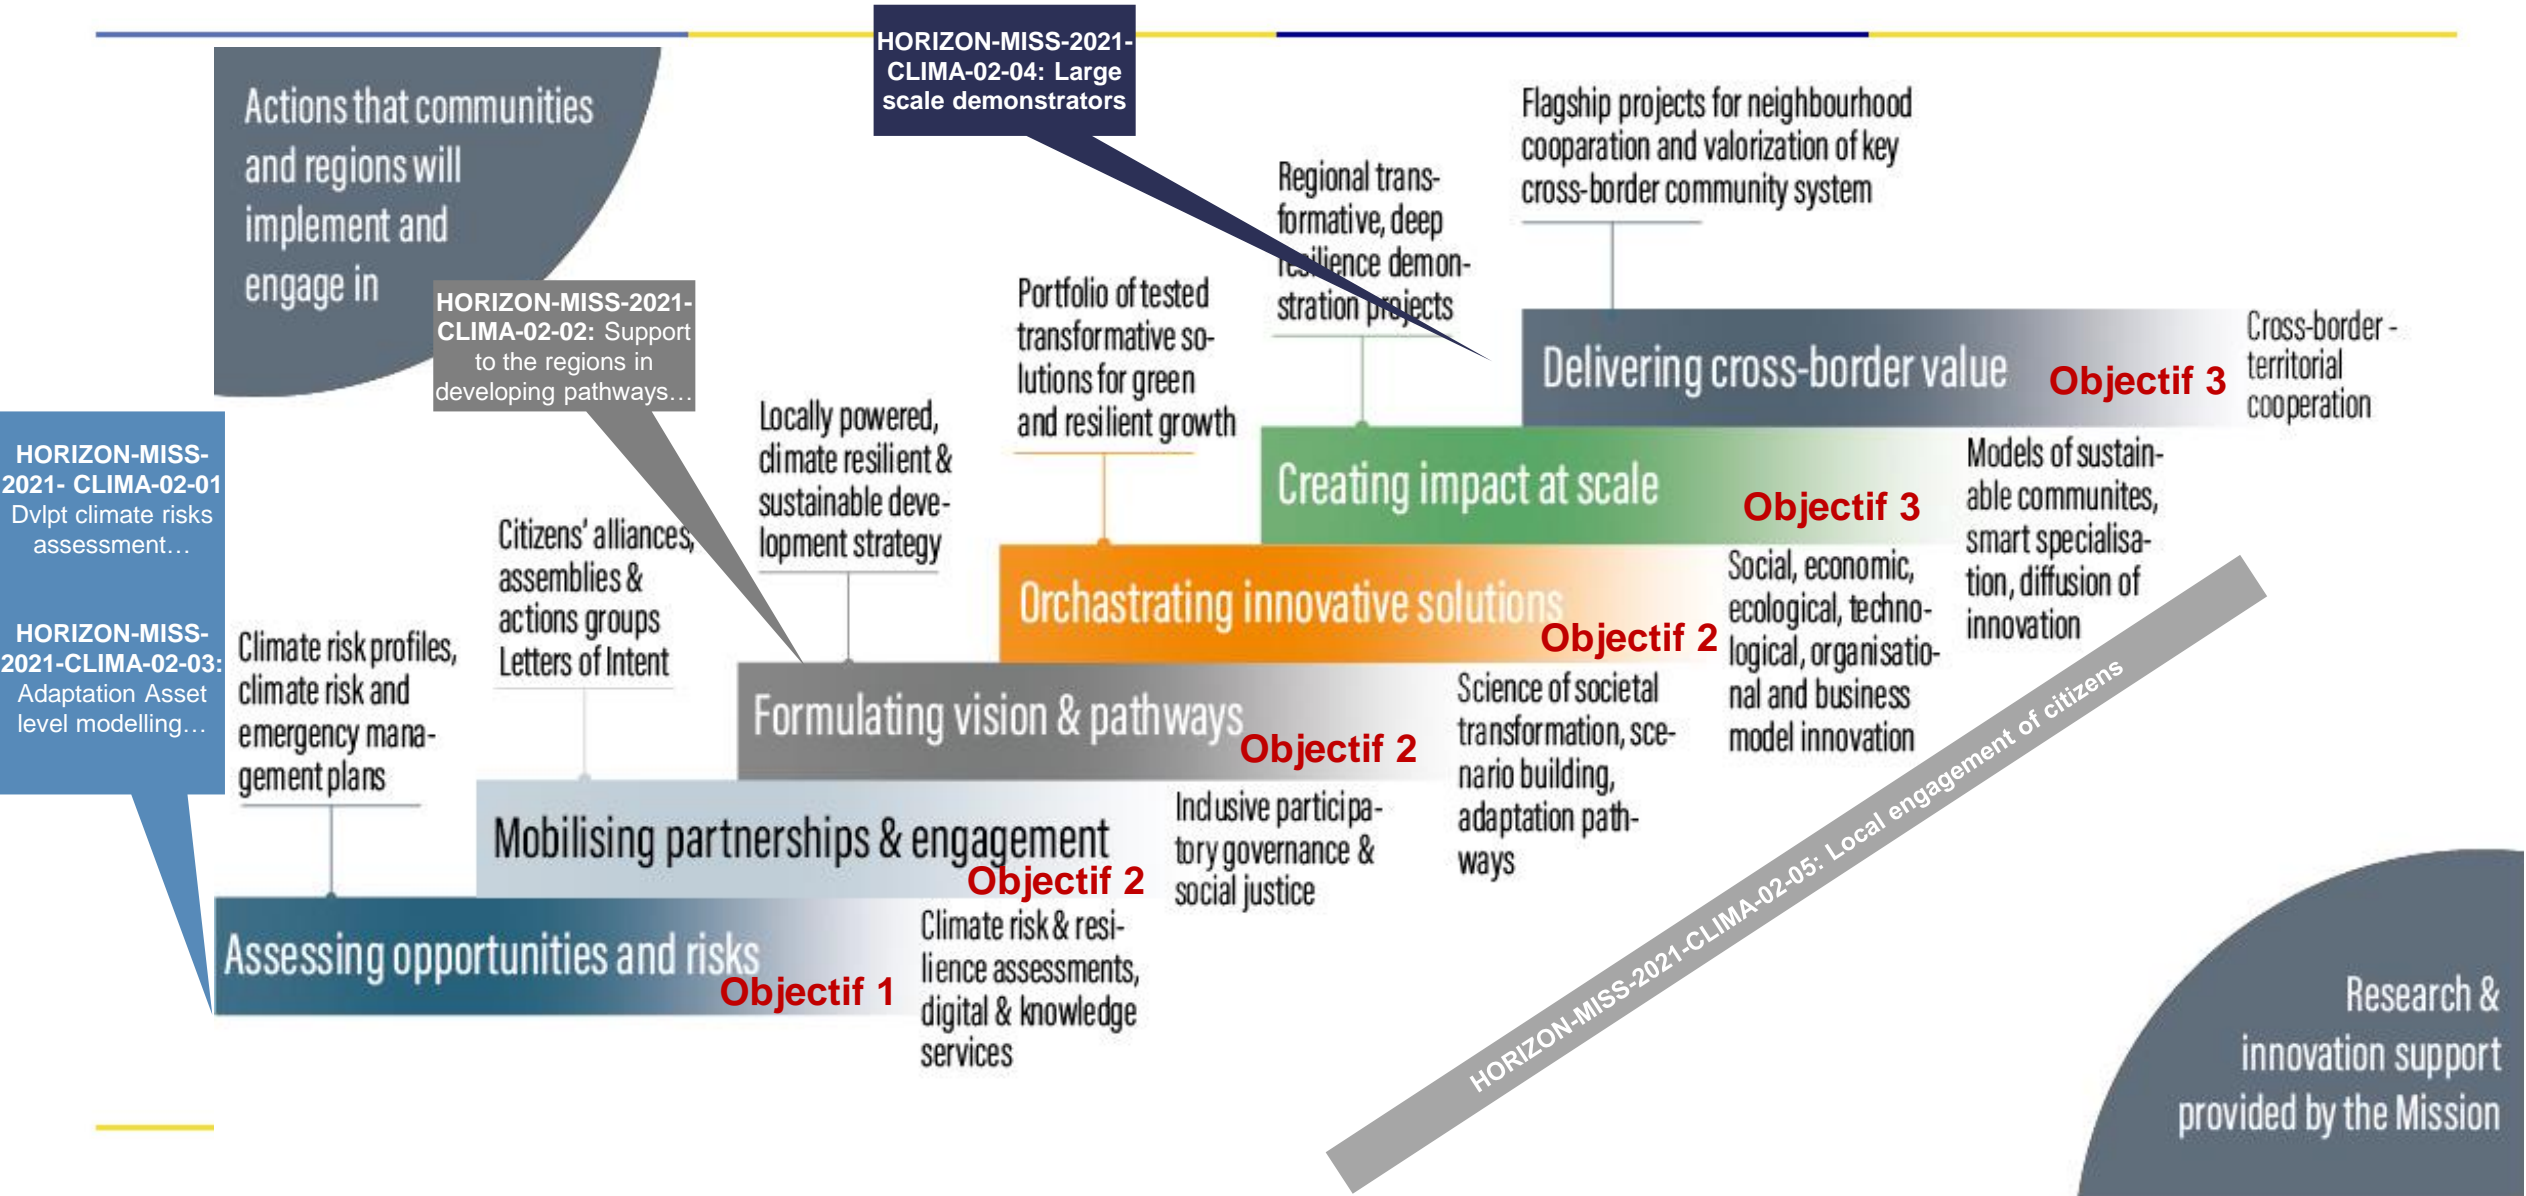 HORIZON-MISS-2021-
CLIMA-02-04: Large
scale demonstrators
Actions that communities
and regions will
implement and
engage in
HORIZON-MISS-2021-
CLIMA-02-02: Support
to the regions in
developing pathways…
HORIZON-MISS-
2021- CLIMA-02-01
Dvlpt climate risks
assessment…
HORIZON-MISS-
2021-CLIMA-02-03:
Adaptation Asset
level modelling…
Flagship projects for neighbourhood
cooparation and valorization of key
cross-border community system
Delivering cross-border value
Objectif 3
Cross-border -
territorial
cooperation
Regional trans-
formative, deep
resilience demon-
stration projects
Creating impact at scale
Objectif 3
Models of sustain-
able communites,
smart specialisa-
tion, diffusion of
innovation
Portfolio of tested
transformative so-
lutions for green
and resilient growth
Orchastrating innovative solutions
Objectif 2
Social, economic,
ecological, techno-
logical, organisatio-
nal and business
model innovation
Locally powered,
climate resilient &
sustainable deve-
lopment strategy
Formulating vision & pathways
Objectif 2
Science of societal
transformation, sce-
nario building,
adaptation path-
ways
Citizens' alliances,
assemblies &
actions groups
Letters of Intent
Mobilising partnerships & engagement
Objectif 2
Inclusive participa-
tory governance &
social justice
Climate risk profiles,
climate risk and
emergency mana-
gement plans
Assessing opportunities and risks
Objectif 1
Climate risk & resi-
lience assessments,
digital & knowledge
services
HORIZON-MISS-2021-CLIMA-02-05: Local engagement of citizens
Research &
innovation support
provided by the Mission